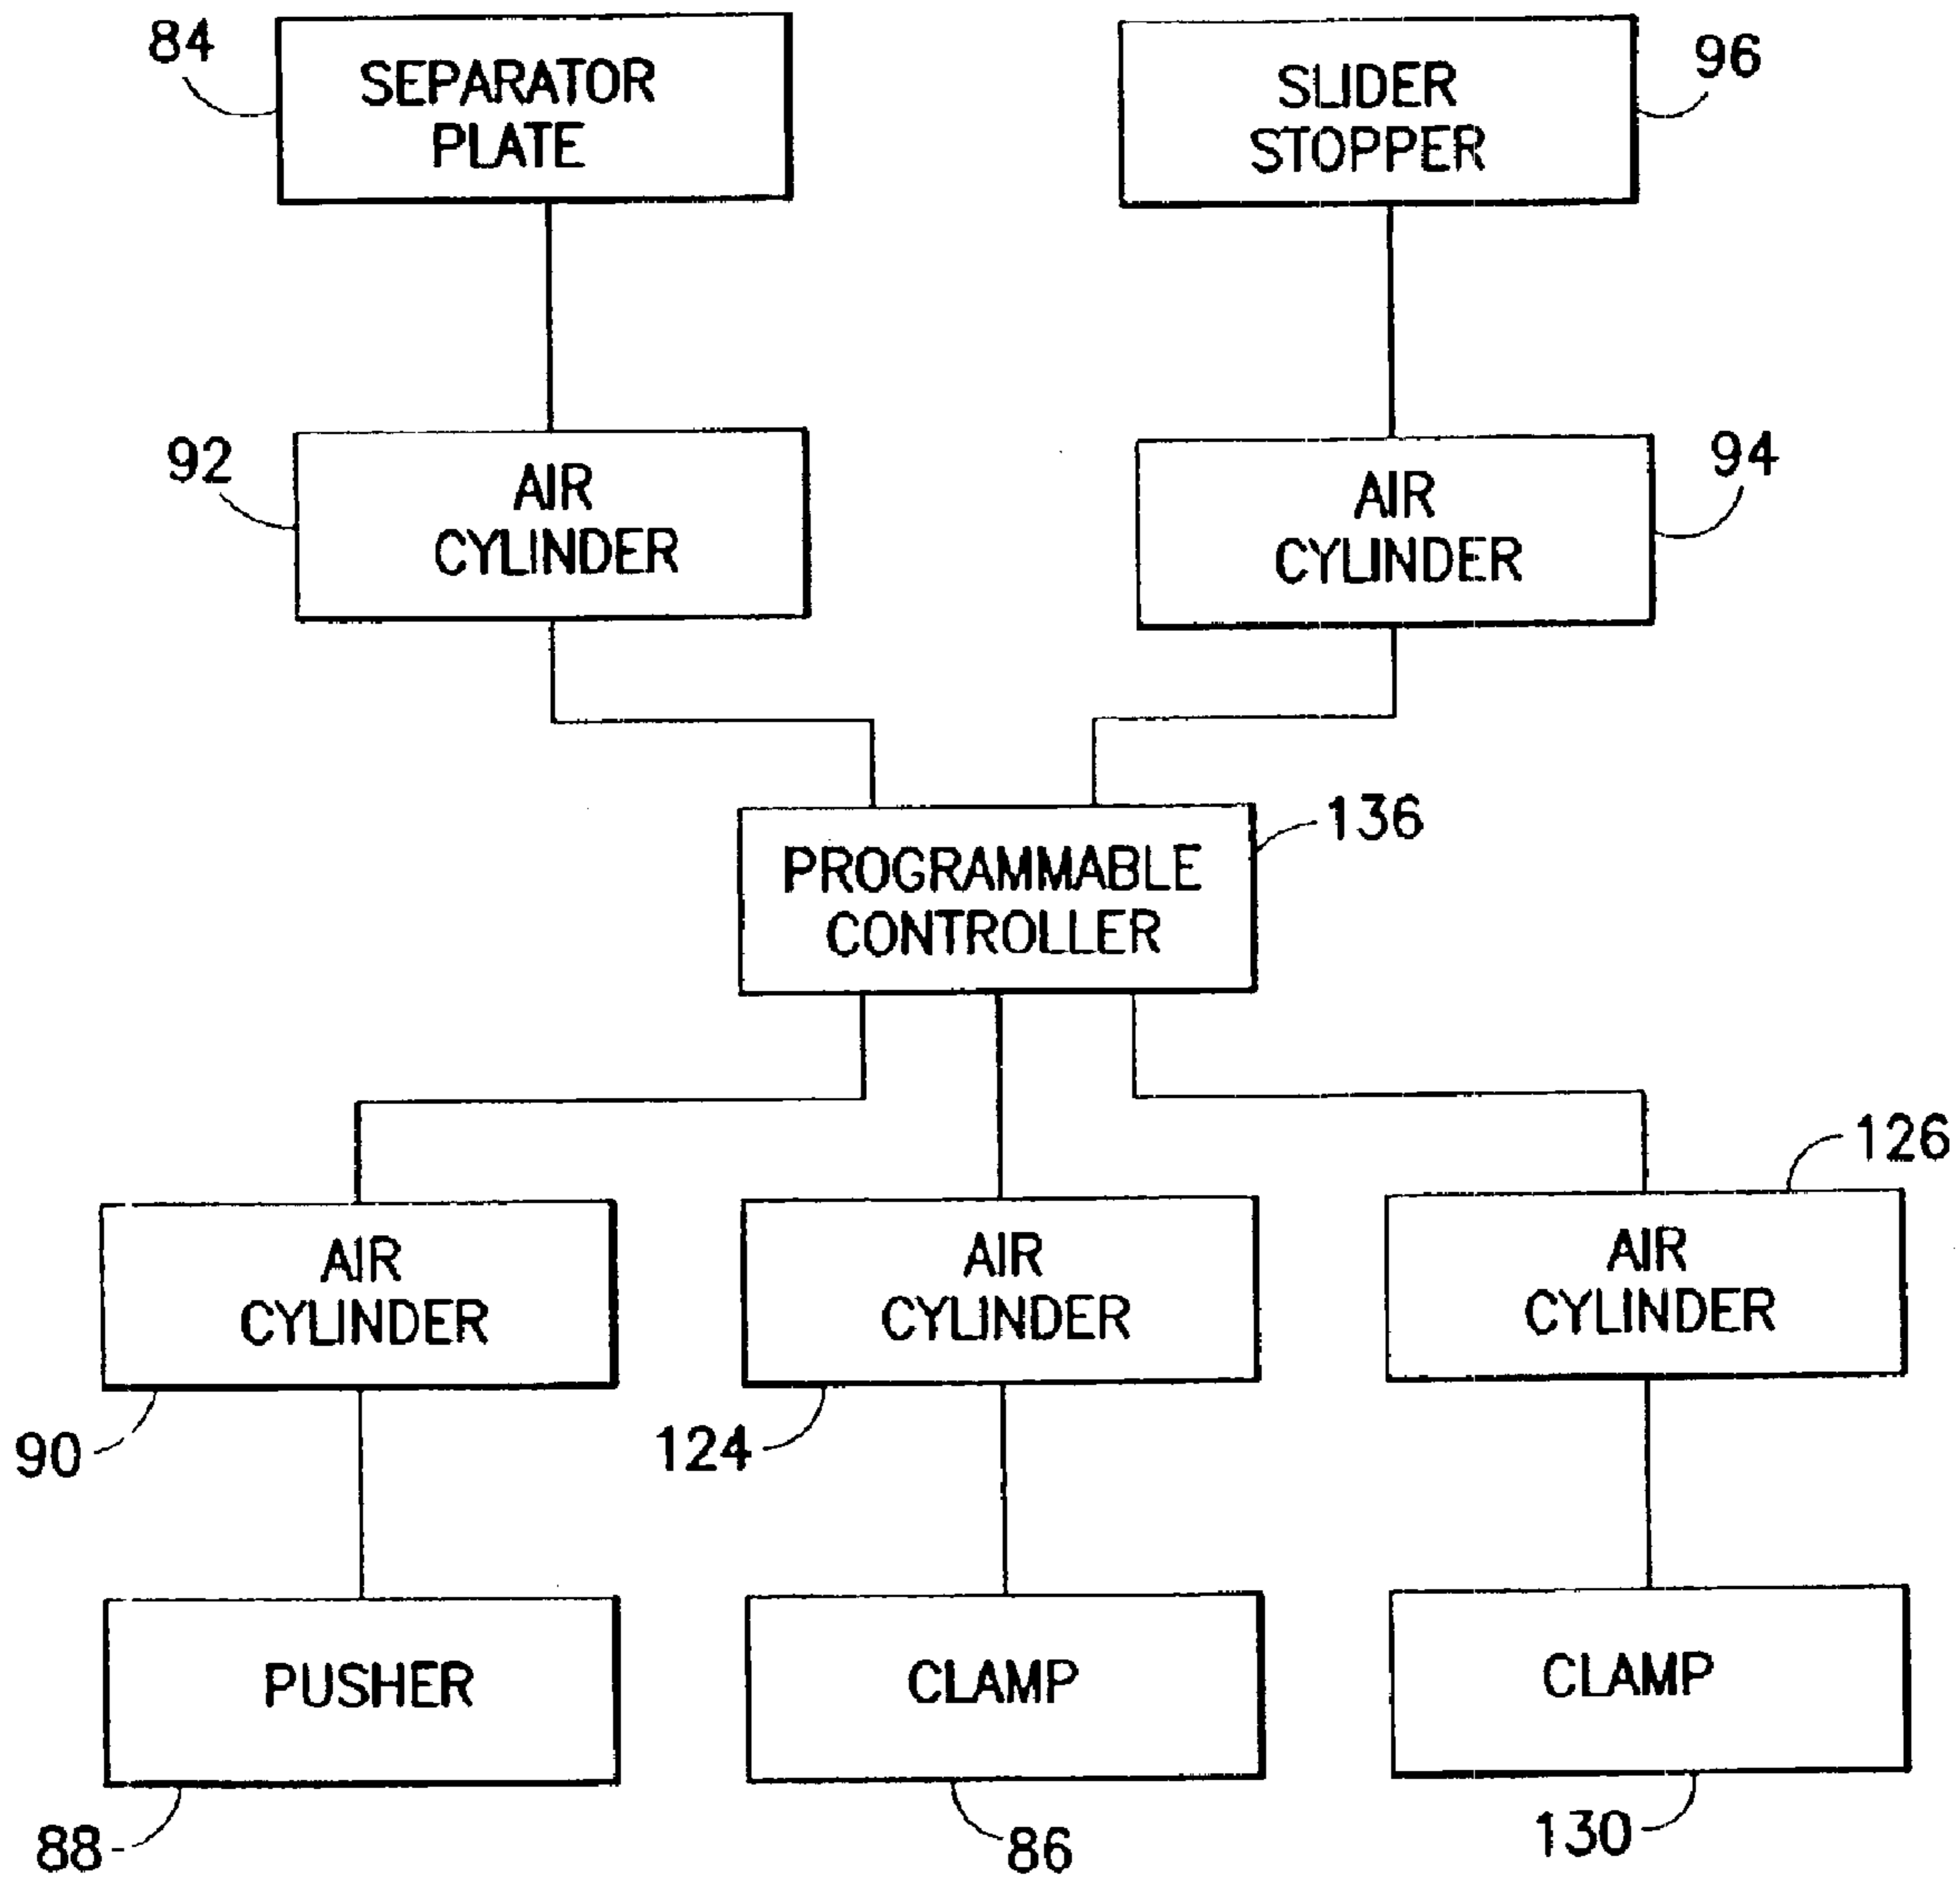 84
SEPARATOR
PLATE
SLIDER
STOPPER
96
92
AIR
CYLINDER
AIR
CYLINDER
94
PROGRAMMABLE
CONTROLLER
136
126
AIR
CYLINDER
90
AIR
CYLINDER
124
AIR
CYLINDER
PUSHER
88
CLAMP
86
CLAMP
130